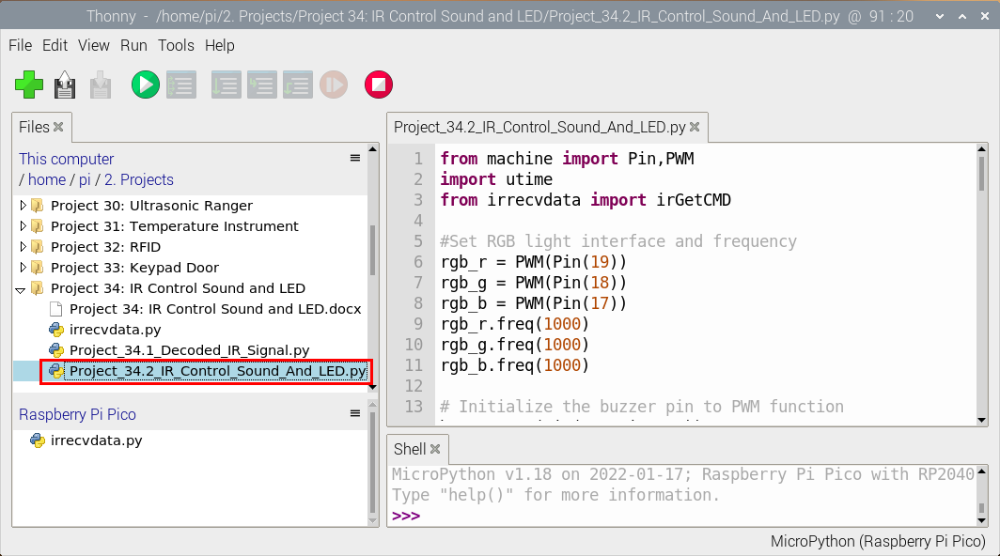 Thonny - /home/pi/2. Projects/Project 34: IR Control Sound and LED/Project_34.2_IR_Control_Sound_And_LED.py @ 91 : 20
File Edit View Run Tools Help
Files
This computer
/ home / pi / 2. Projects
Project 30: Ultrasonic Ranger
Project 31: Temperature Instrument
Project 32: RFID
Project 33: Keypad Door
Project 34: IR Control Sound and LED
Project 34: IR Control Sound and LED.docx
irrecvdata.py
Project_34.1_Decoded_IR_Signal.py
Project_34.2_IR_Control_Sound_And_LED.py
Raspberry Pi Pico
irrecvdata.py
Project_34.2_IR_Control_Sound_And_LED.py
1 from machine import Pin,PWM
2 import utime
3 from irrecvdata import irGetCMD
4
5 #Set RGB light interface and frequency
6 rgb_r = PWM(Pin(19))
7 rgb_g = PWM(Pin(18))
8 rgb_b = PWM(Pin(17))
9 rgb_r.freq(1000)
10 rgb_g.freq(1000)
11 rgb_b.freq(1000)
12
13 # Initialize the buzzer pin to PWM function
Shell
MicroPython v1.18 on 2022-01-17; Raspberry Pi Pico with RP2040
Type "help()" for more information.
>>>
MicroPython (Raspberry Pi Pico)